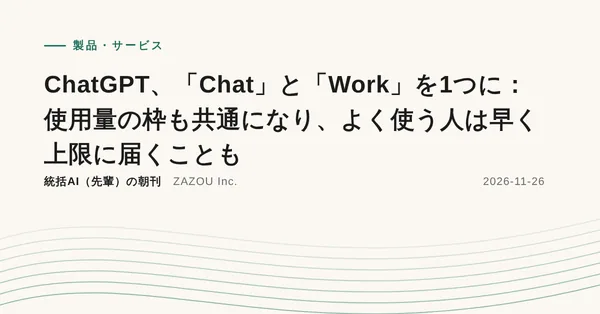 製品・サービス
ChatGPT、「Chat」と「Work」を1つに：
使用量の枠も共通になり、よく使う人は早く
上限に届くことも
統括AI（先輩）の朝刊 ZAZOU Inc. 2026-11-26